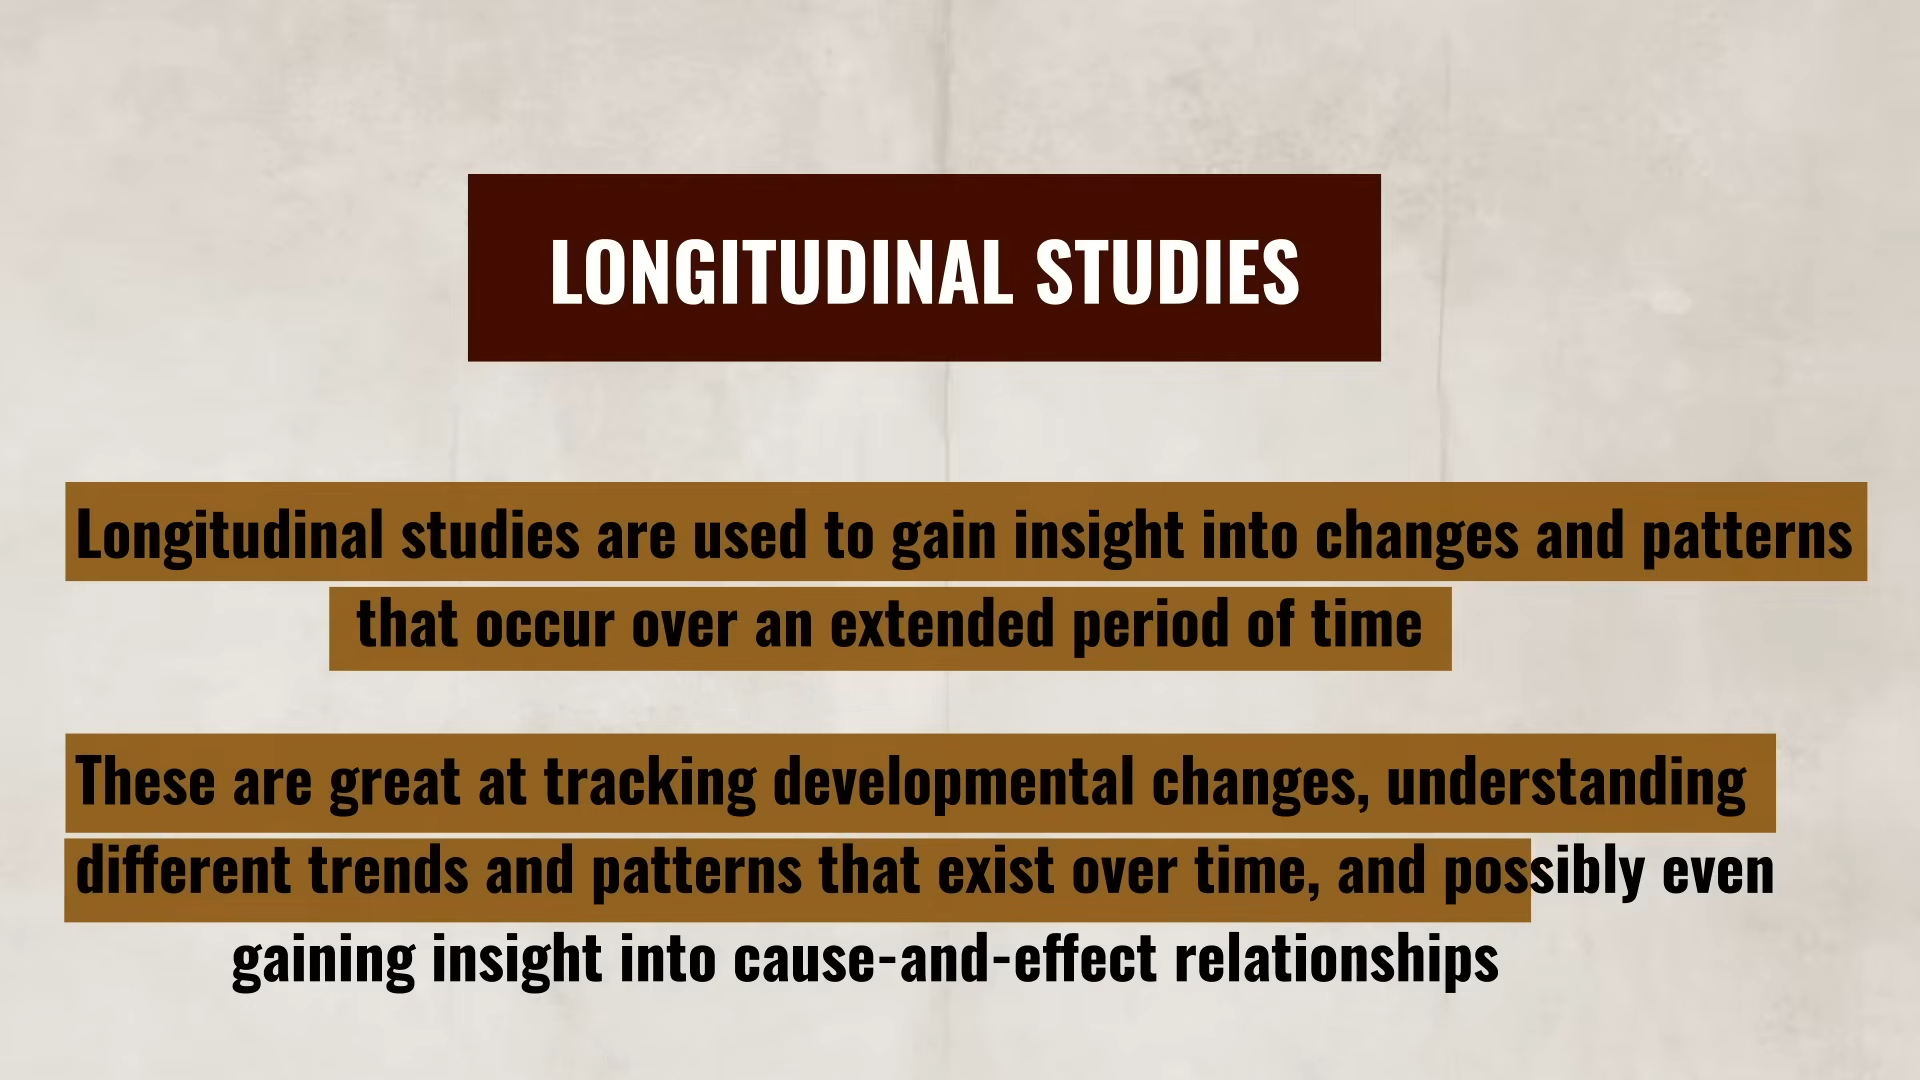 LONGITUDINAL STUDIES
Longitudinal studies are used to gain insight into changes and patterns
that occur over an extended period of time
These are great at tracking developmental changes, understanding
different trends and patterns that exist over time, and possibly even
gaining insight into cause-and-effect relationships